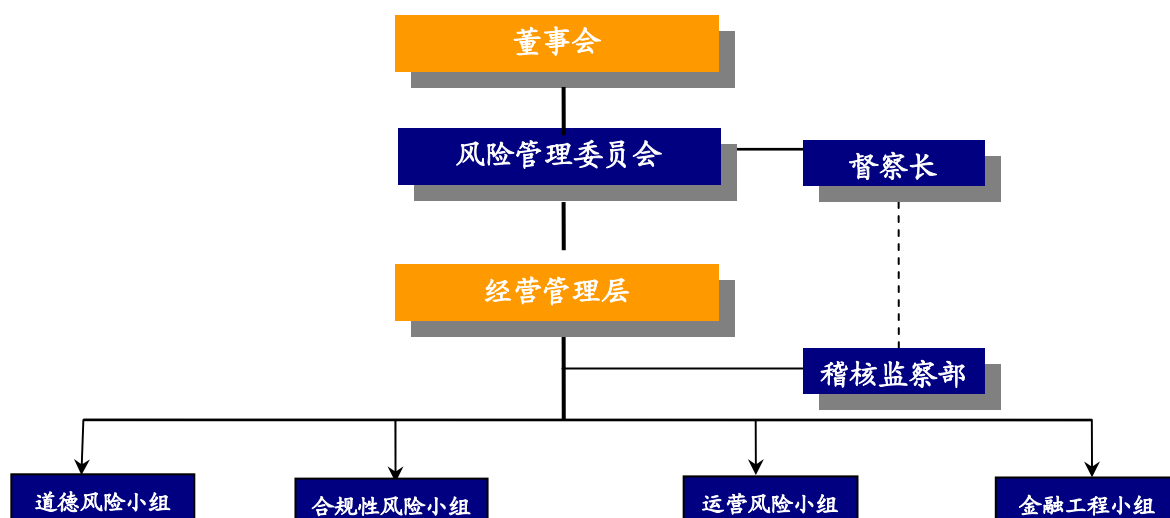 董事会
风险管理委员会
督察长
经营管理层
稽核监察部
道德风险小组
合规性风险小组
运营风险小组
金融工程小组